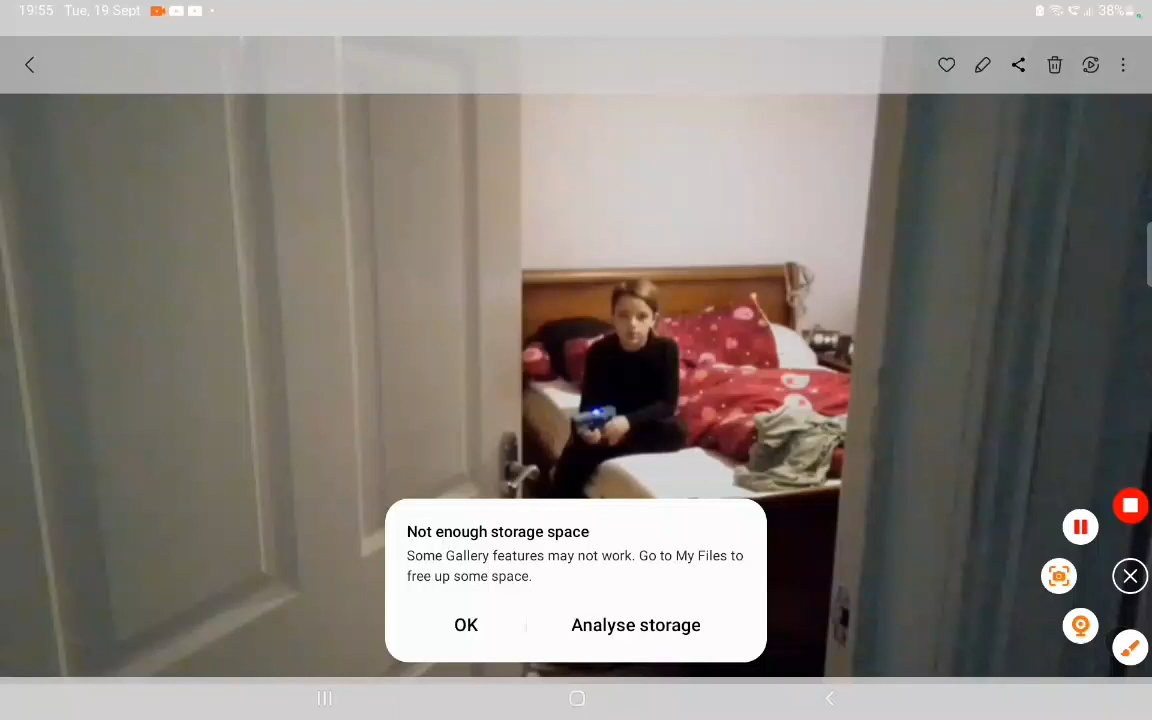 19:55 Tue, 19 Sept
38%
Not enough storage space
Some Gallery features may not work. Go to My Files to
free up some space.
OK
Analyse storage